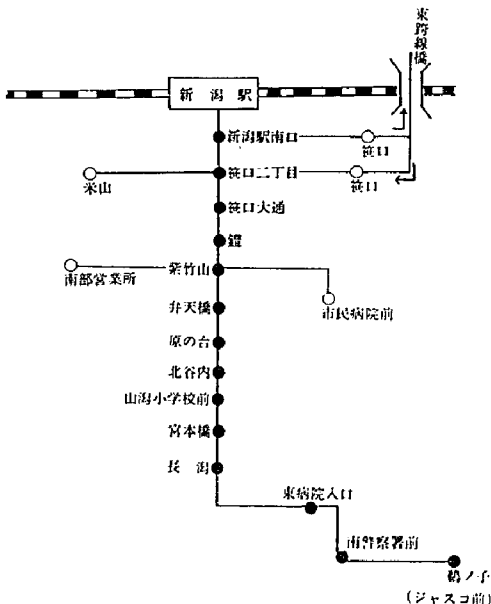 東跨線橋
新潟駅
新潟駅南口
笹口
笹口二丁目
笹口
米山
笹口大通
鐙
紫竹山
南部営業所
市民病院前
弁天橋
原の台
北谷内
山潟小学校前
宮本橋
長潟
東病院入口
南警察署前
鵜ノ子
(ジャスコ前)